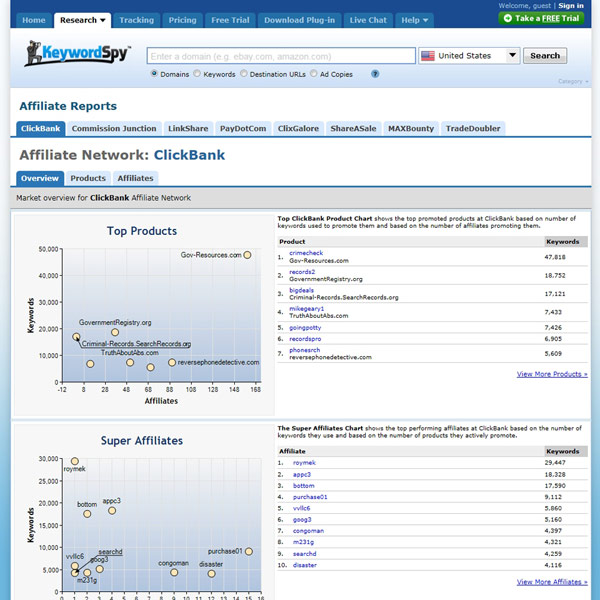 Welcome, guest | Sign in
Home Research Tracking Pricing Free Trial Download Plug-in Live Chat Help
Take a FREE Trial
KeywordSpy
Enter a domain (e.g. ebay.com, amazon.com)
United States
Search
Domains Keywords Destination URLs Ad Copies ?
Category »
Affiliate Reports
ClickBank Commission Junction LinkShare PayDotCom ClixGalore ShareASale MAXBounty TradeDoubler
Affiliate Network: ClickBank
Overview Products Affiliates
Market overview for ClickBank Affiliate Network
Top Products
50,000
40,000
30,000
20,000
10,000
0
Keywords
Gov-Resources.com
GovernmentRegistry.org
Criminal-Records.SearchRecords.org
TruthAboutAbs.com
reversephonedetective.com
-12 8 28 48 68 88 108 128 148 168
Affiliates
Top ClickBank Product Chart shows the top promoted products at ClickBank based on number of
keywords used to promote them and based on the number of affiliates promoting them.
Product Keywords
1. crimecheck
Gov-Resources.com 47,818
2. records2
GovernmentRegistry.org 18,752
3. bigdeals
Criminal-Records.SearchRecords.org 17,121
4. mikegeary1
TruthAboutAbs.com 7,433
5. goingpotty 7,426
6. recordspro 6,905
7. phonesrch
reversephonedetective.com 5,609
View More Products »
Super Affiliates
30,000
25,000
20,000
15,000
10,000
5,000
0
Keywords
roymek
bottom
appc3
vvllc6
searchd
goog3
m231g
congoman
disaster
purchase01
0 1 2 3 4 5 6 7 8 9 10 11 12 13 14 15 16
The Super Affiliates Chart shows the top performing affiliates at ClickBank based on the number of
keywords they use and based on the number of products they actively promote.
Affiliate Keywords
1. roymek 29,447
2. appc3 18,328
3. bottom 17,590
4. purchase01 9,112
5. vvllc6 5,860
6. goog3 5,160
7. congoman 4,397
8. m231g 4,321
9. searchd 4,259
10. disaster 4,116
View More Affiliates »